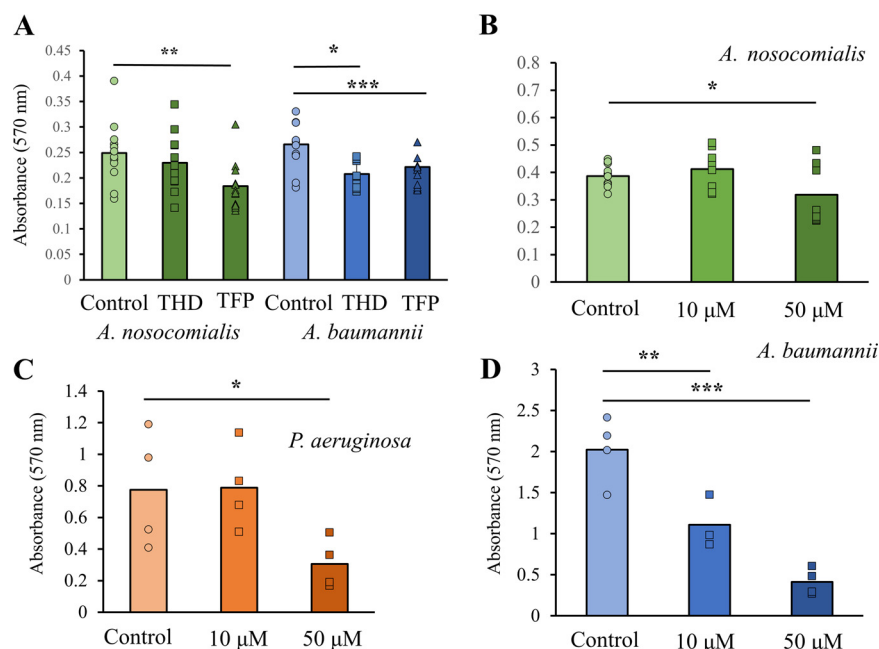 A
Absorbance (570 nm)
0.45
0.4
0.35
0.3
0.25
0.2
0.15
0.1
0.05
0
**
*
***
Control THD TFP Control THD TFP
A. nosocomialis A. baumannii
B
A. nosocomialis
0.8
0.7
0.6
0.5
0.4
0.3
0.2
0.1
0
*
Control 10 μM 50 μM
C
Absorbance (570 nm)
1.4
1.2
1
0.8
0.6
0.4
0.2
0
*
P. aeruginosa
Control 10 μM 50 μM
D
A. baumannii
Absorbance (570 nm)
3
2.5
2
1.5
1
0.5
0
**
***
Control 10 μM 50 μM